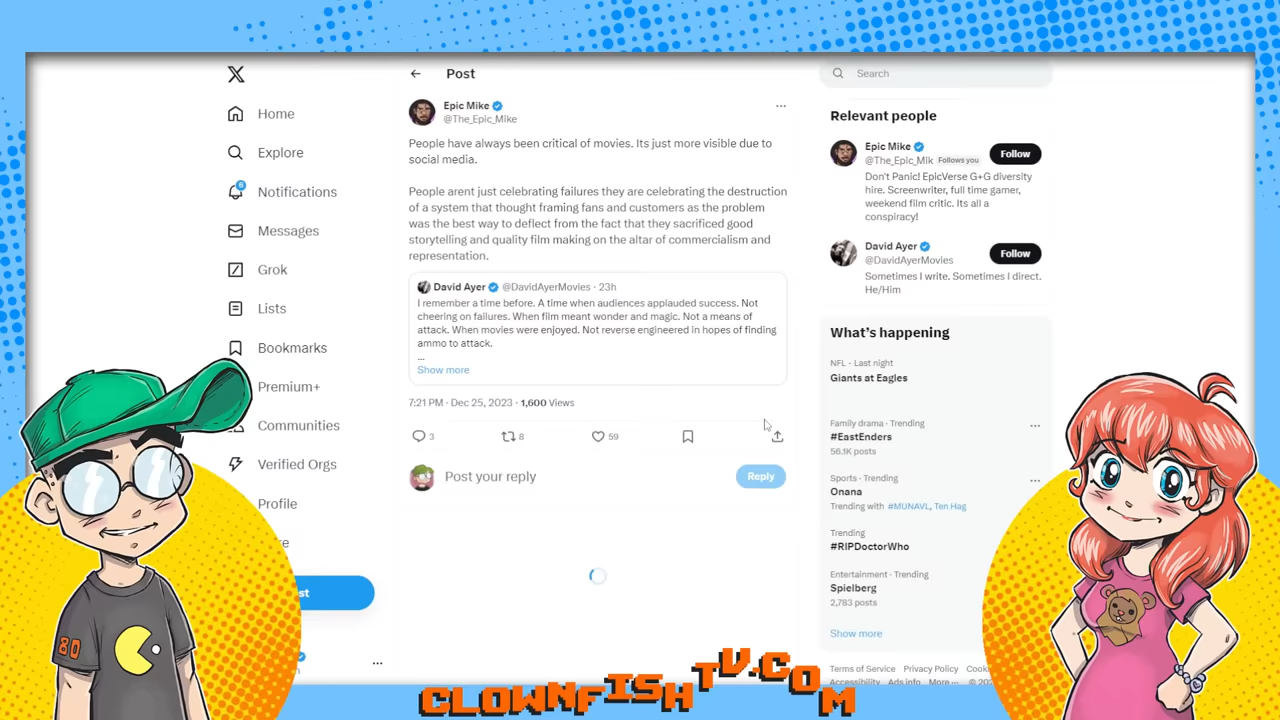 X
Home
Explore
6
Notifications
Messages
Grok
Lists
Bookmarks
Premium+
Communities
Verified Orgs
Profile
Post
Epic Mike
@The_Epic_Mike
People have always been critical of movies. Its just more visible due to
social media.
People arent just celebrating failures they are celebrating the destruction
of a system that thought framing fans and customers as the problem
was the best way to deflect from the fact that they sacrificed good
storytelling and quality film making on the altar of commercialism and
representation.
David Ayer @DavidAyerMovies · 23h
I remember a time before. A time when audiences applauded success. Not
cheering on failures. When film meant wonder and magic. Not a means of
attack. When movies were enjoyed. Not reverse engineered in hopes of finding
ammo to attack.
...
Show more
7:21 PM · Dec 25, 2023 · 1,600 Views
3 8 59
Post your reply
Reply
Search
Relevant people
Epic Mike
@The_Epic_Mik Follows you
Follow
Don't Panic! EpicVerse G+G diversity
hire. Screenwriter, full time gamer,
weekend film critic. Its all a
conspiracy!
David Ayer
@DavidAyerMovies
Follow
Sometimes I write. Sometimes I direct.
He/Him
What's happening
NFL · Last night
Giants at Eagles
Family drama · Trending
#EastEnders
56.1K posts
Sports · Trending
Onana
Trending with #MUNAVL, Ten Hag
Trending
#RIPDoctorWho
Entertainment · Trending
Spielberg
2,783 posts
Show more
Terms of Service Privacy Policy
Accessibility Ads info More ...
80
CLOWNFISHTV.COM